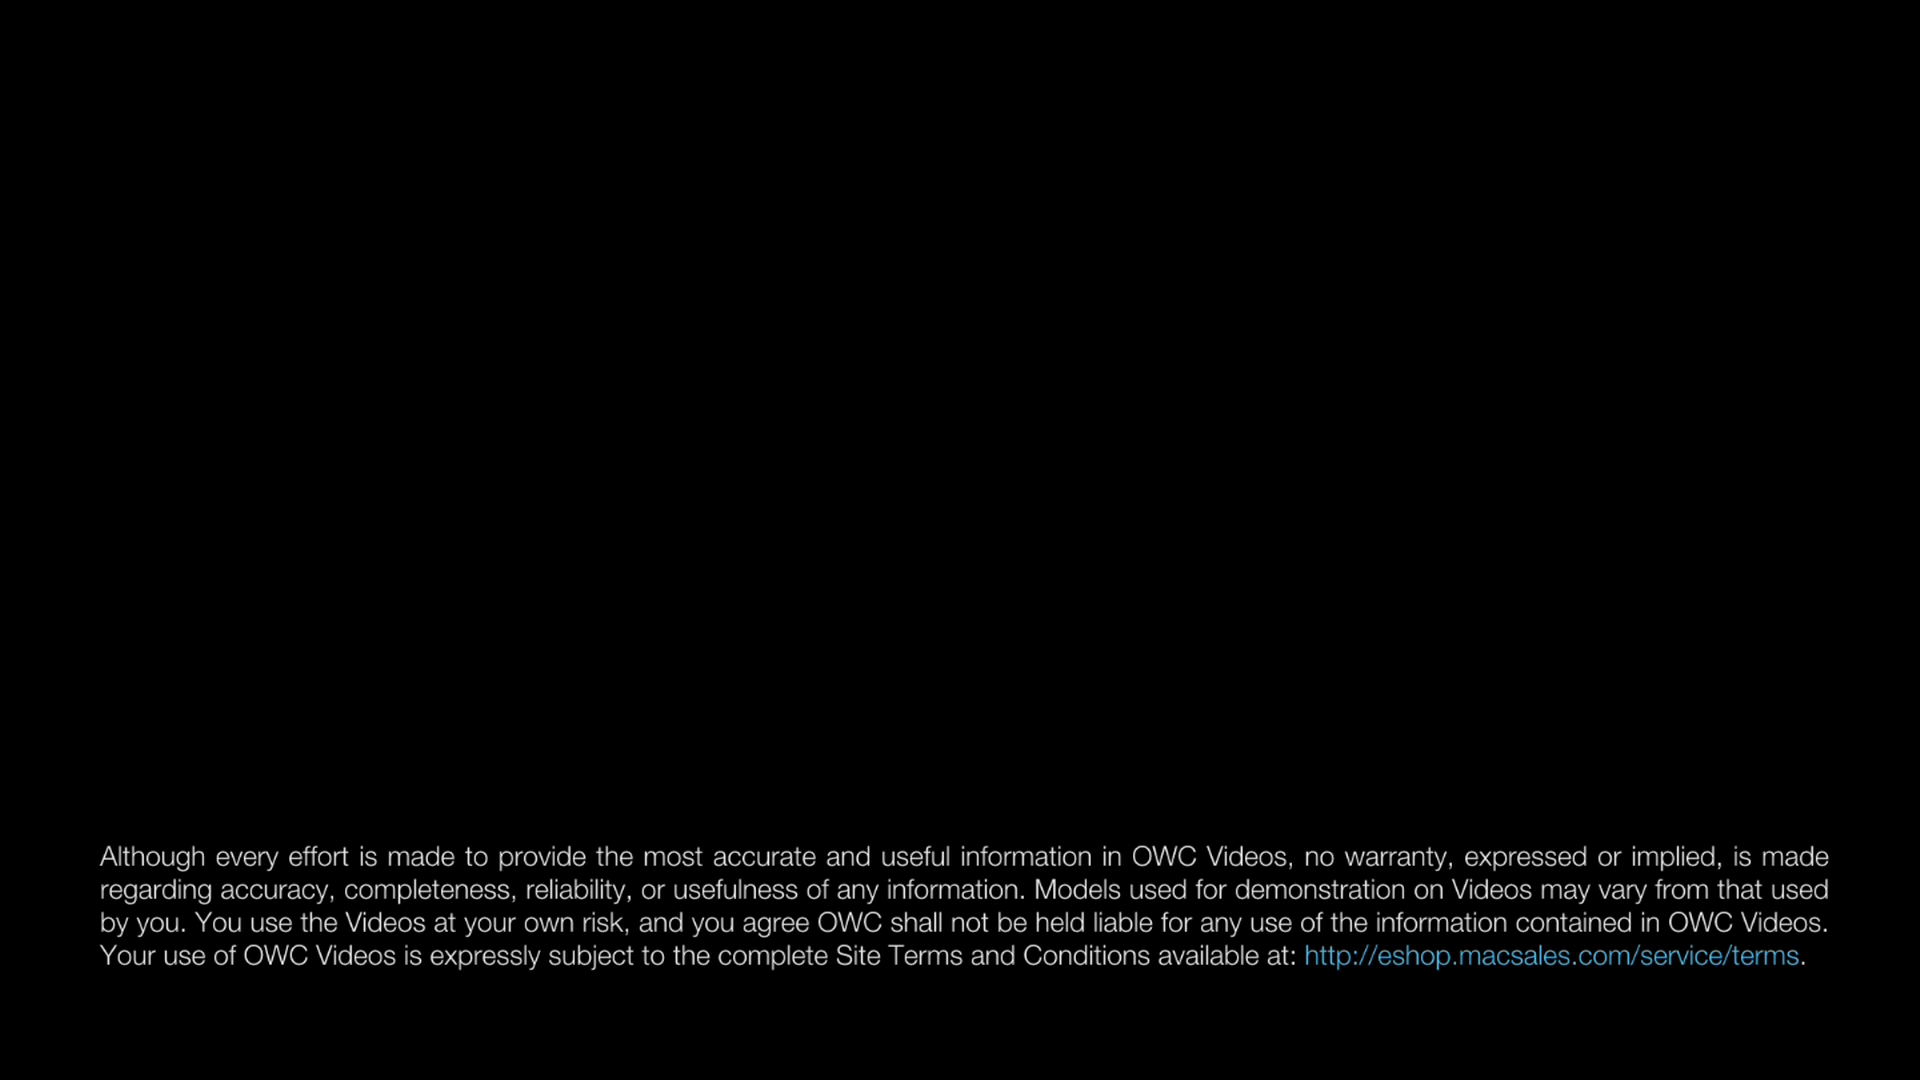 Although every effort is made to provide the most accurate and useful information in OWC Videos, no warranty, expressed or implied, is made
regarding accuracy, completeness, reliability, or usefulness of any information. Models used for demonstration on Videos may vary from that used
by you. You use the Videos at your own risk, and you agree OWC shall not be held liable for any use of the information contained in OWC Videos.
Your use of OWC Videos is expressly subject to the complete Site Terms and Conditions available at: http://eshop.macsales.com/service/terms.